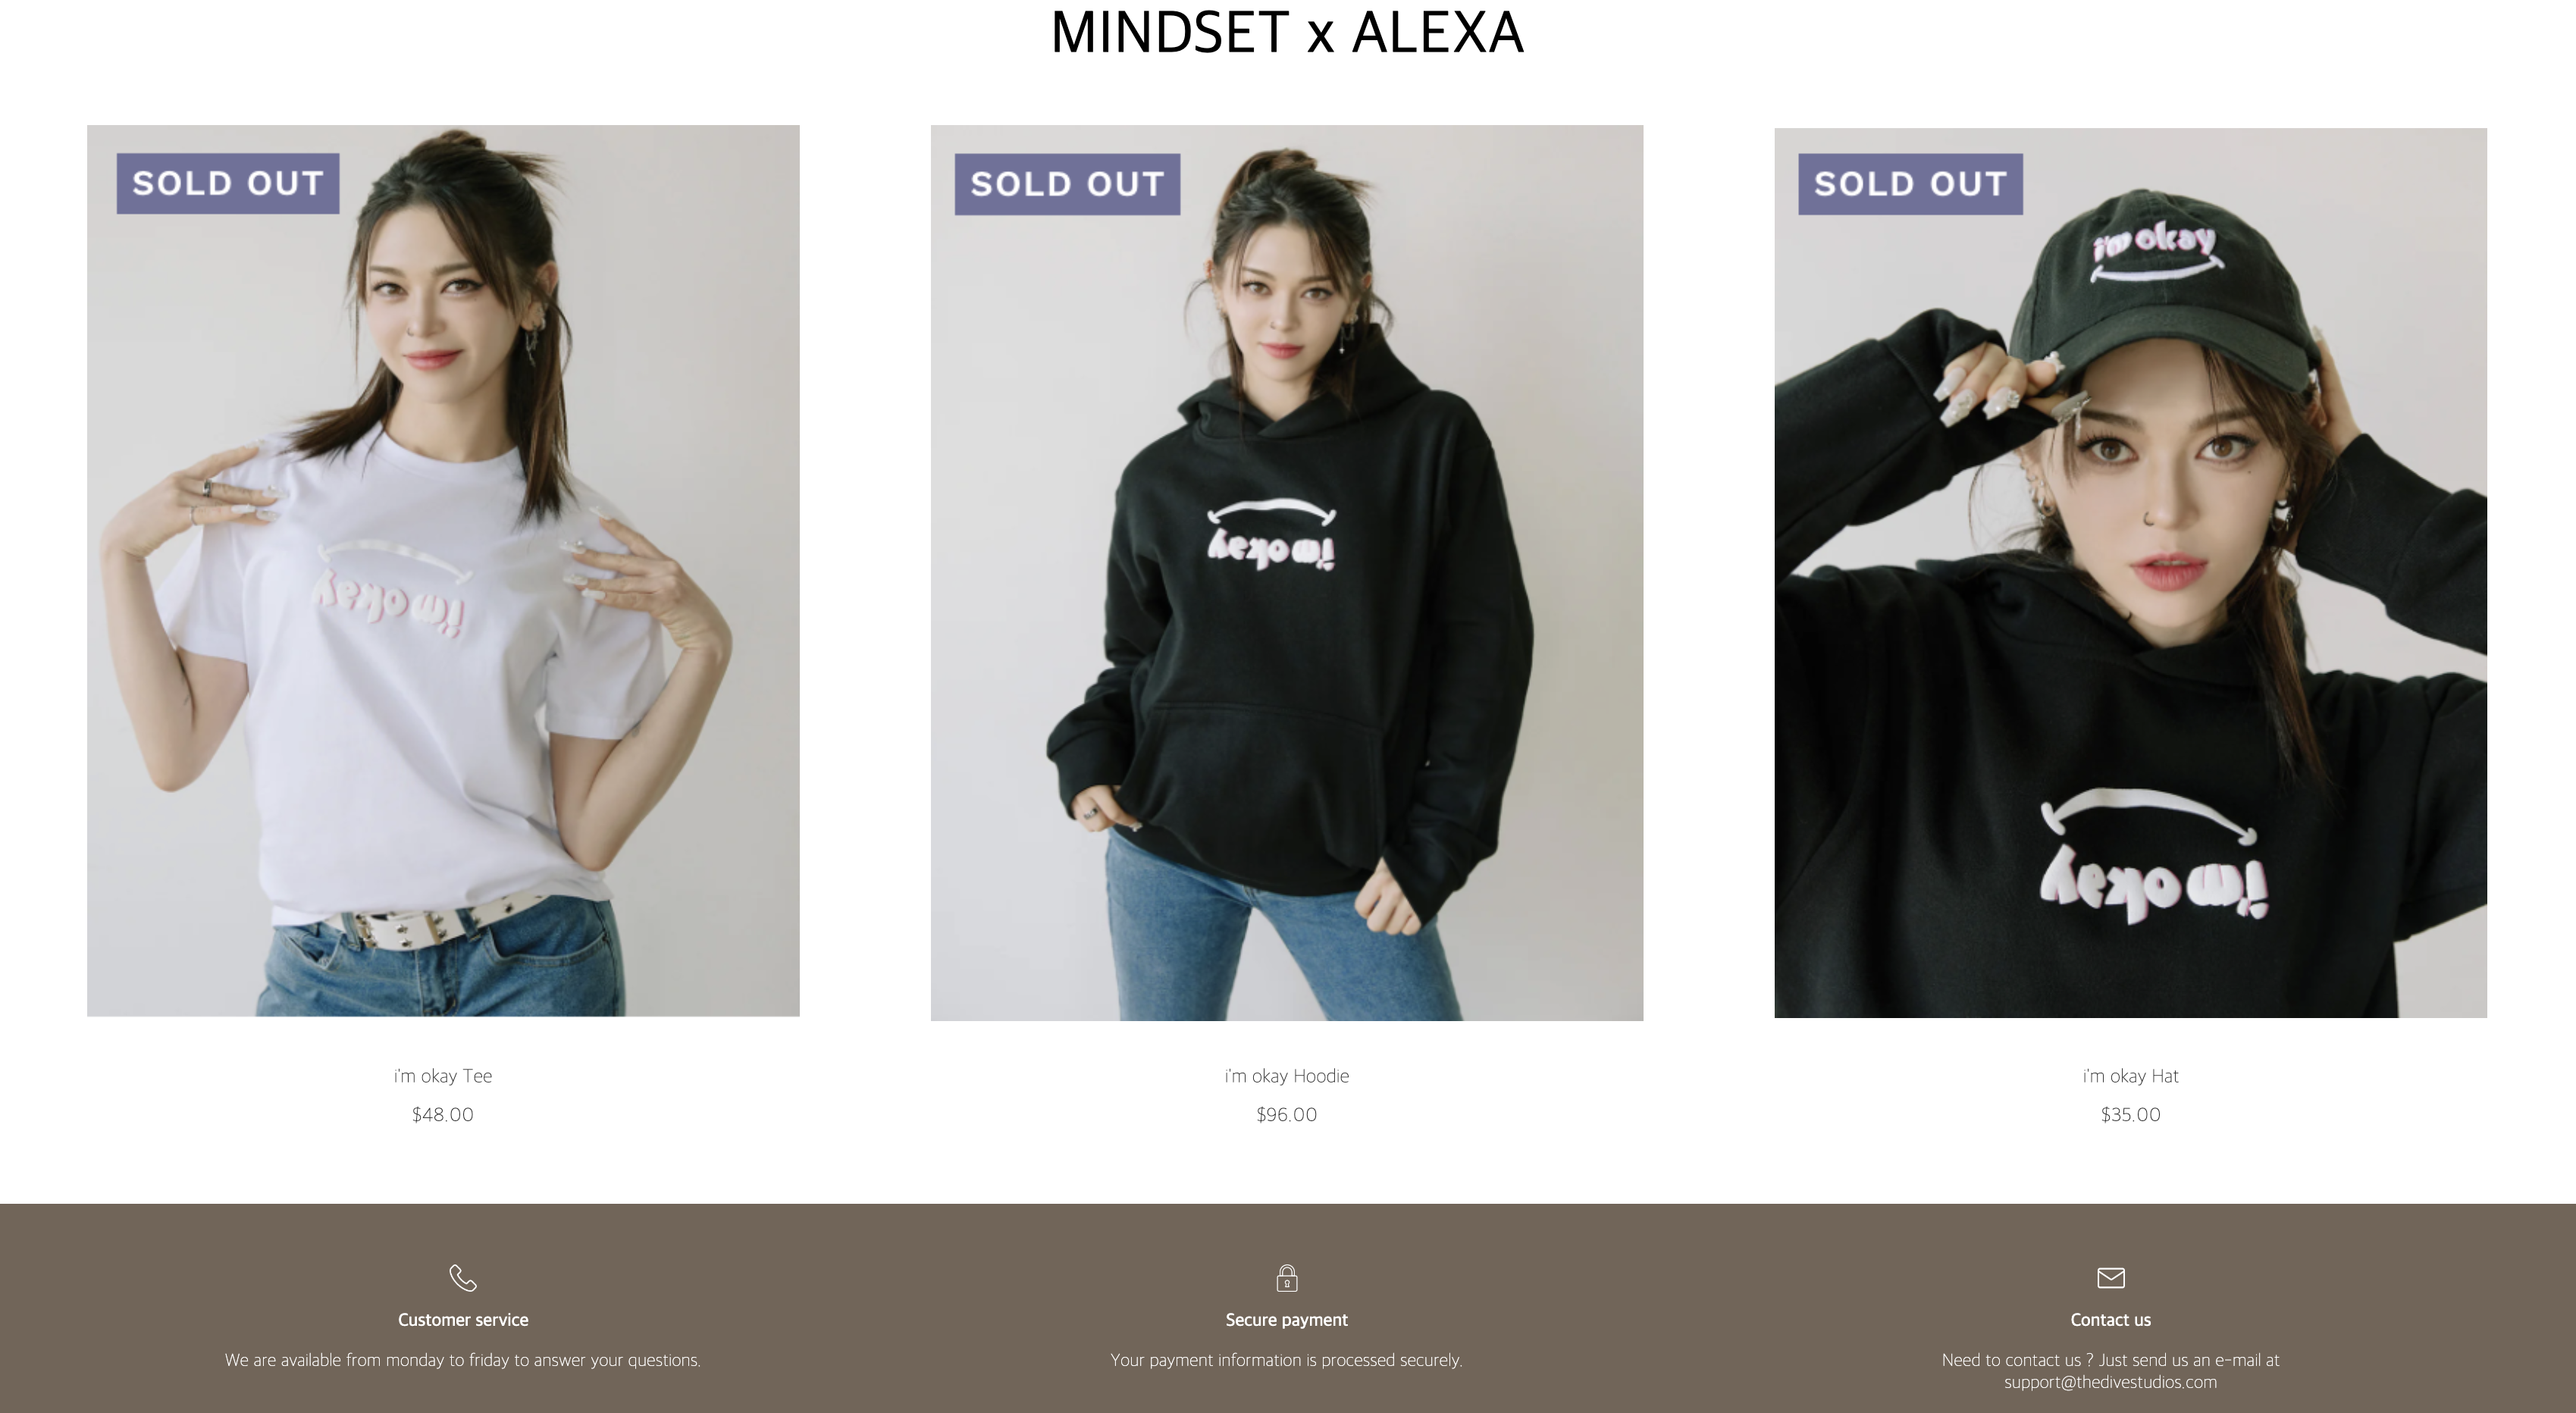 MINDSET x ALEXA
SOLD OUT
i'm okay
SOLD OUT
i'm okay
SOLD OUT
i'm okay
i'm okay
i'm okay Tee
$48.00
i'm okay Hoodie
$96.00
i'm okay Hat
$35.00
Customer service
We are available from monday to friday to answer your questions.
Secure payment
Your payment information is processed securely.
Contact us
Need to contact us ? Just send us an e-mail at
support@thedivestudios.com